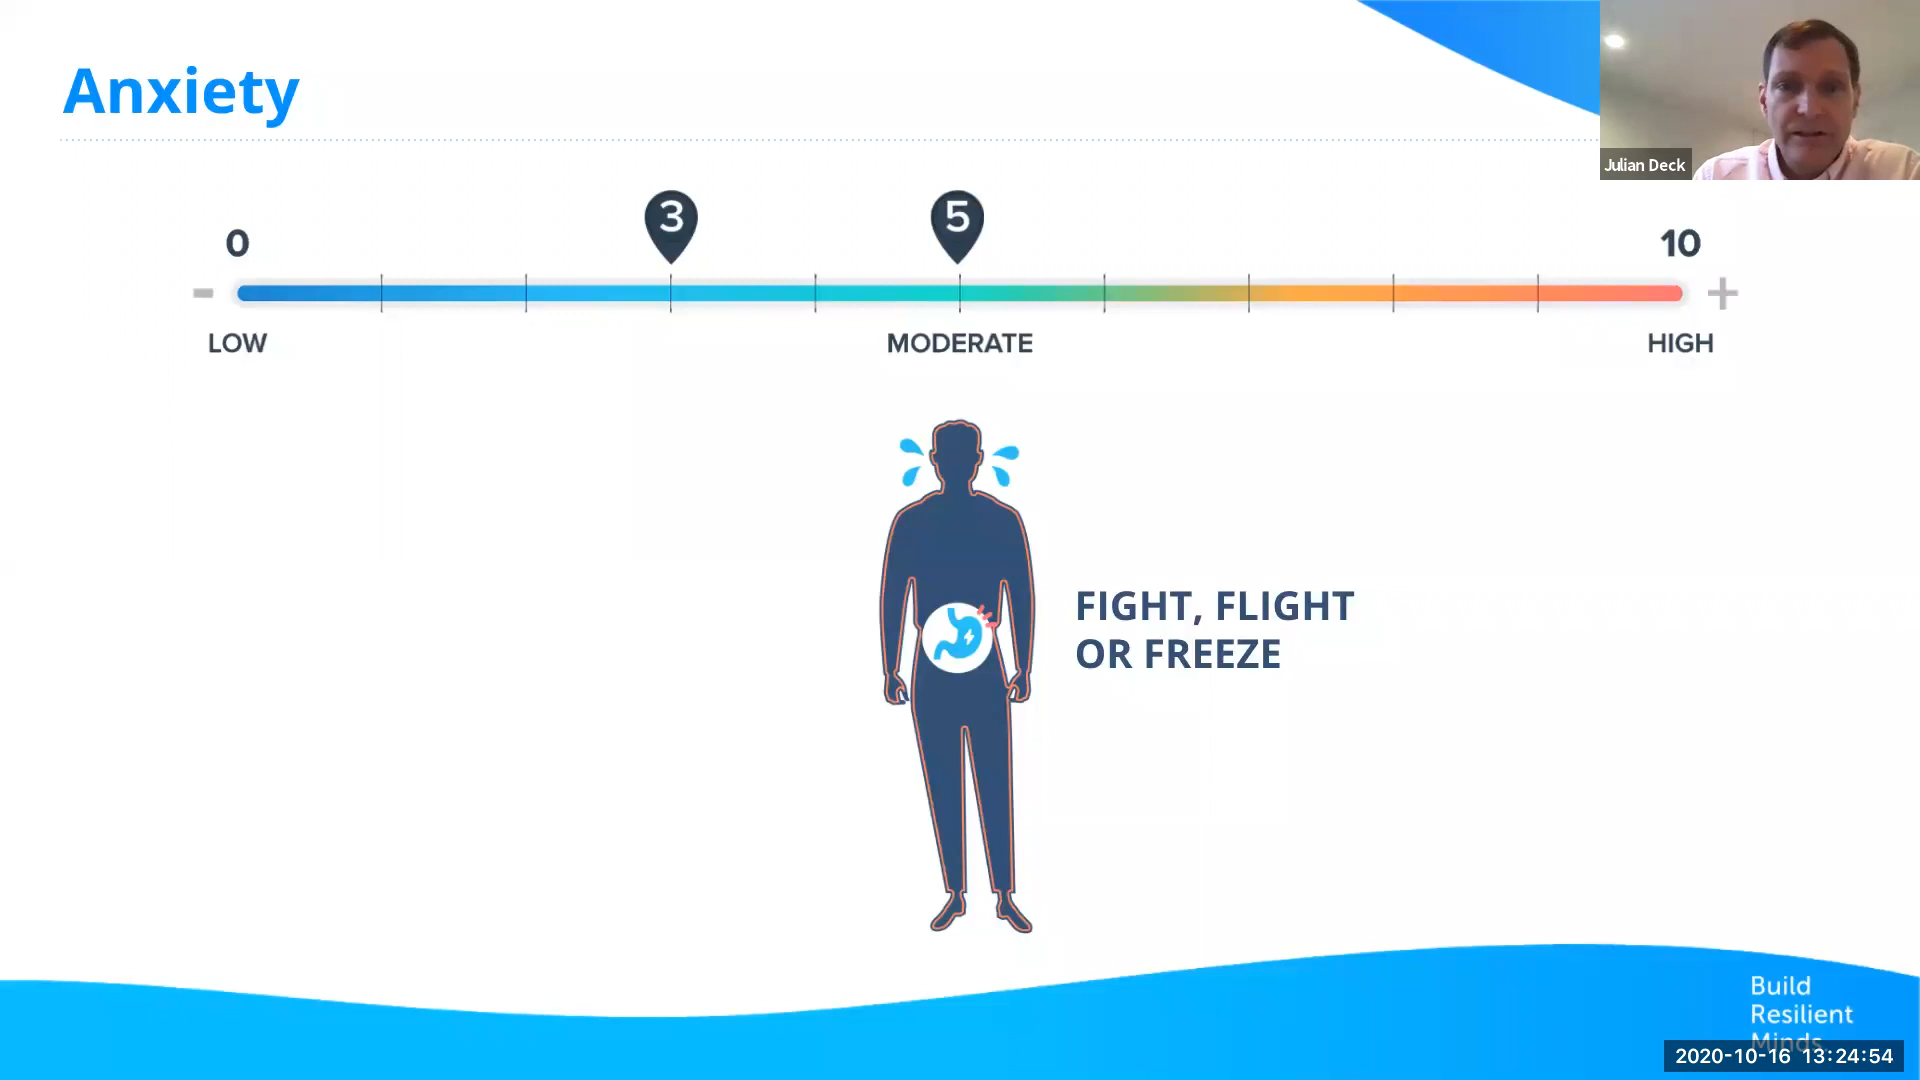 Anxiety
Julian Deck
0
3
5
10
LOW
MODERATE
HIGH
FIGHT, FLIGHT
OR FREEZE
Build
Resilient
Minds
2020-10-16 13:24:54